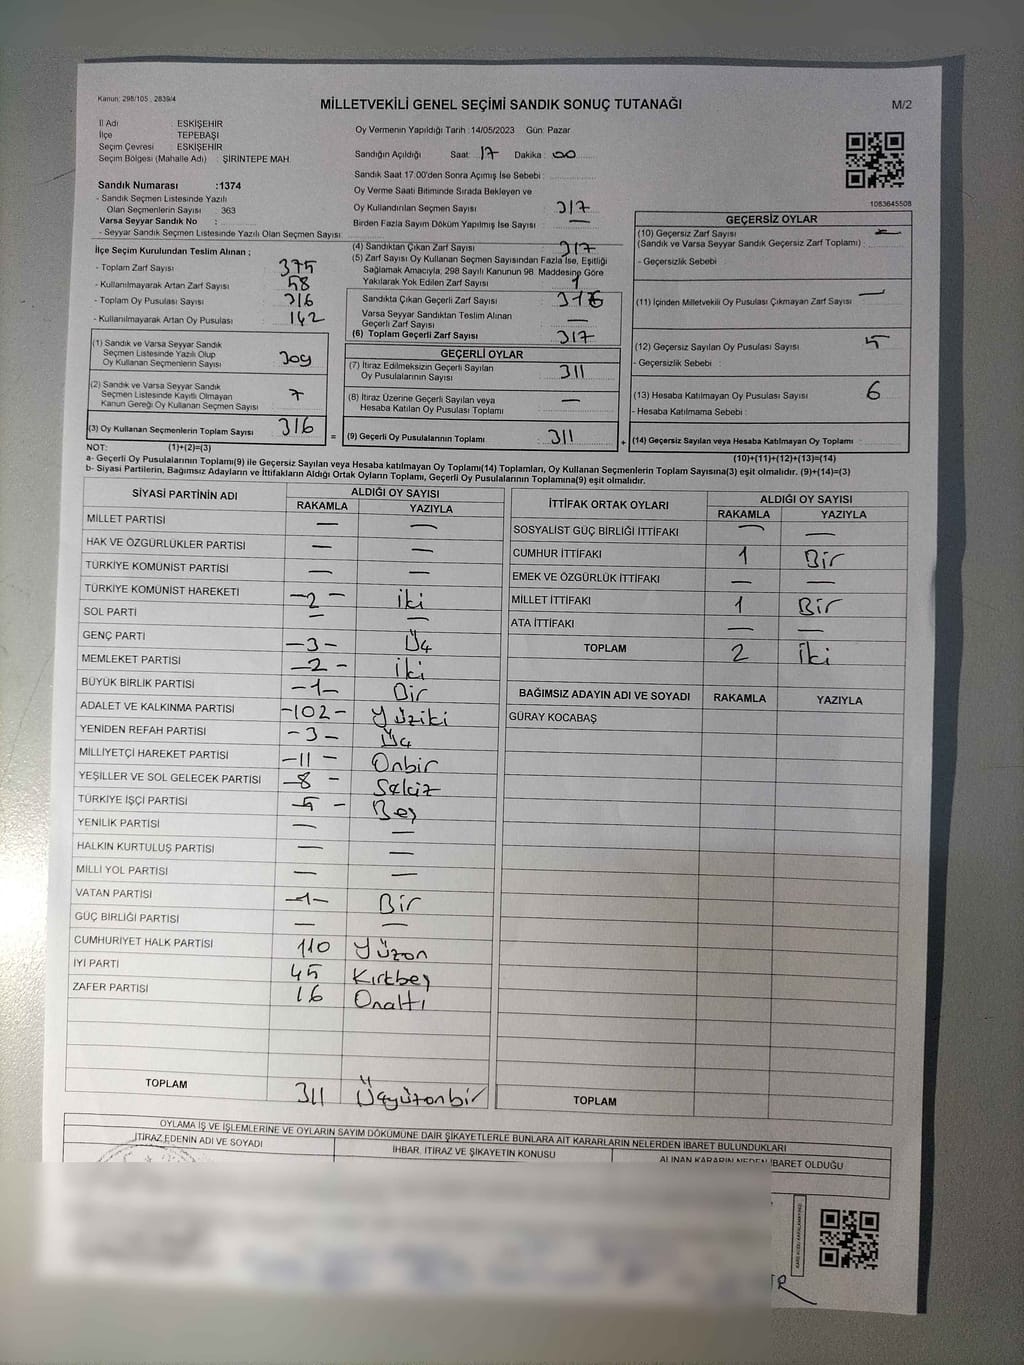 Kanun: 298/105 , 2839/4
MİLLETVEKİLİ GENEL SEÇİMİ SANDIK SONUÇ TUTANAĞI
M/2
İl Adı : ESKİŞEHİR
İlçe TEPEBAŞI
Seçim Çevresi : ESKİŞEHİR
Seçim Bölgesi (Mahalle Adı) : ŞİRİNTEPE MAH.
Sandık Numarası :1374
- Sandık Seçmen Listesinde Yazılı
Olan Seçmenlerin Sayısı : 363
Varsa Seyyar Sandık No :
- Seyyar Sandık Seçmen Listesinde Yazılı Olan Seçmen Sayısı:
İlçe Seçim Kurulundan Teslim Alınan ;
- Toplam Zarf Sayısı 375
- Kullanılmayarak Artan Zarf Sayısı 58
- Toplam Oy Pusulası Sayısı
- Kullanılmayarak Artan Oy Pusulası 142
(1) Sandık ve Varsa Seyyar Sandık
Seçmen Listesinde Yazılı Olup
Oy Kullanan Seçmenlerin Sayısı 309
(2) Sandık ve Varsa Seyyar Sandık
Seçmen Listesinde Kayıtlı Olmayan
Kanun Gereği Oy Kullanan Seçmen Sayısı 7
(3) Oy Kullanan Seçmenlerin Toplam Sayısı 316
Oy Vermenin Yapıldığı Tarih :14/05/2023 Gün: Pazar
Sandığın Açıldığı Saat: 17 Dakika : 00
Sandık Saat 17:00'den Sonra Açımış İse Sebebi :
Oy Verme Saati Bitiminde Sırada Bekleyen ve
Oy Kullandırılan Seçmen Sayısı 317
Birden Fazla Sayım Döküm Yapılmış İse Sayısı : —
(4) Sandıktan Çıkan Zarf Sayısı 317
(5) Zarf Sayısı Oy Kullanan Seçmen Sayısından Fazla İse, Eşitliği
Sağlamak Amacıyla, 298 Sayılı Kanunun 98. Maddesine Göre
Yakılarak Yok Edilen Zarf Sayısı 1
Sandıkta Çıkan Geçerli Zarf Sayısı 316
Varsa Seyyar Sandıktan Teslim Alınan
Geçerli Zarf Sayısı —
(6) Toplam Geçerli Zarf Sayısı 317
GEÇERLİ OYLAR
(7) İtiraz Edilmeksizin Geçerli Sayılan
Oy Pusulalarının Sayısı 311
(8) İtiraz Üzerine Geçerli Sayılan veya
Hesaba Katılan Oy Pusulası Toplamı —
= (9) Geçerli Oy Pusulalarının Toplamı 311 +
1083645508
GEÇERSİZ OYLAR
(10) Geçersiz Zarf Sayısı —
(Sandık ve Varsa Seyyar Sandık Geçersiz Zarf Toplamı) :
- Geçersizlik Sebebi :
(11) İçinden Milletvekili Oy Pusulası Çıkmayan Zarf Sayısı —
(12) Geçersiz Sayılan Oy Pusulası Sayısı 5
- Geçersizlik Sebebi :
(13) Hesaba Katılmayan Oy Pusulası Sayısı 6
- Hesaba Katılmama Sebebi :
(14) Geçersiz Sayılan veya Hesaba Katılmayan Oy Toplamı :
NOT: (1)+(2)=(3) (10)+(11)+(12)+(13)=(14)
a- Geçerli Oy Pusulalarının Toplamı(9) ile Geçersiz Sayılan veya Hesaba katılmayan Oy Toplamı(14) Toplamları, Oy Kullanan Seçmenlerin Toplam Sayısına(3) eşit olmalıdır. (9)+(14)=(3)
b- Siyasi Partilerin, Bağımsız Adayların ve İttifakların Aldığı Ortak Oyların Toplamı, Geçerli Oy Pusulalarının Toplamına(9) eşit olmalıdır.
SİYASİ PARTİNİN ADI ALDIĞI OY SAYISI
RAKAMLA YAZIYLA
MİLLET PARTİSİ — —
HAK VE ÖZGÜRLÜKLER PARTİSİ — —
TÜRKİYE KOMÜNİST PARTİSİ — —
TÜRKİYE KOMÜNİST HAREKETİ –2– İki
SOL PARTİ — —
GENÇ PARTİ –3– Üç
MEMLEKET PARTİSİ –2– İki
BÜYÜK BİRLİK PARTİSİ –1– Bir
ADALET VE KALKINMA PARTİSİ –102– Yüziki
YENİDEN REFAH PARTİSİ –3– Üç
MİLLİYETÇİ HAREKET PARTİSİ –11– Onbir
YEŞİLLER VE SOL GELECEK PARTİSİ –8– Sekiz
TÜRKİYE İŞÇİ PARTİSİ –5– Beş
YENİLİK PARTİSİ — —
HALKIN KURTULUŞ PARTİSİ — —
MİLLİ YOL PARTİSİ — —
VATAN PARTİSİ –1– Bir
GÜÇ BİRLİĞİ PARTİSİ — —
CUMHURİYET HALK PARTİSİ 110 Yüzon
İYİ PARTİ 45 Kırkbeş
ZAFER PARTİSİ 16 Onaltı
TOPLAM 311 Üçyüzonbir
İTTİFAK ORTAK OYLARI ALDIĞI OY SAYISI
RAKAMLA YAZIYLA
SOSYALİST GÜÇ BİRLİĞİ İTTİFAKI — —
CUMHUR İTTİFAKI 1 Bir
EMEK VE ÖZGÜRLÜK İTTİFAKI — —
MİLLET İTTİFAKI 1 Bir
ATA İTTİFAKI — —
TOPLAM 2 İki
BAĞIMSIZ ADAYIN ADI VE SOYADI RAKAMLA YAZIYLA
GÜRAY KOCABAŞ
TOPLAM
OYLAMA İŞ VE İŞLEMLERİNE VE OYLARIN SAYIM DÖKÜMÜNE DAİR ŞİKAYETLERLE BUNLARA AİT KARARLARIN NELERDEN İBARET BULUNDUKLARI
İTİRAZ EDENİN ADI VE SOYADI İHBAR, İTİRAZ VE ŞİKAYETİN KONUSU ALINAN KARARIN NEDEN İBARET OLDUĞU